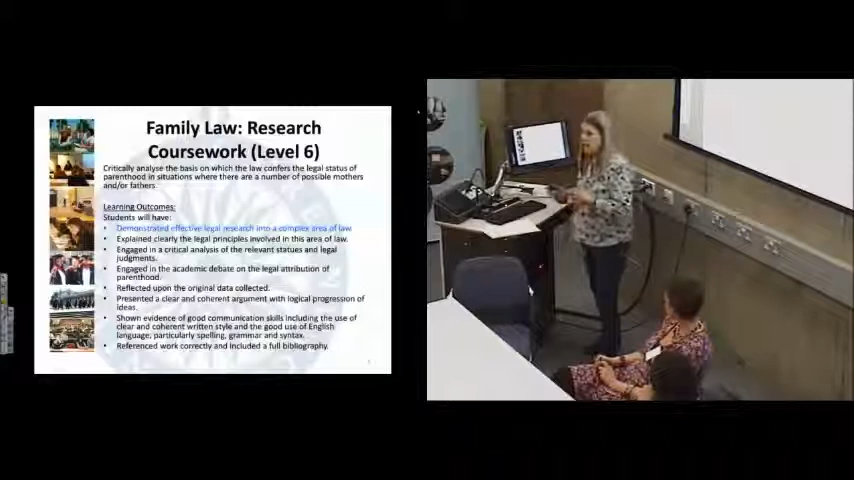 Family Law: Research
Coursework (Level 6)
Critically analyse the basis on which the law confers the legal status of
parenthood in situations where there are a number of possible mothers
and/or fathers.
Learning Outcomes:
Students will have:
• Demonstrated effective legal research into a complex area of law.
• Explained clearly the legal principles involved in this area of law.
• Engaged in a critical analysis of the relevant statues and legal
judgments.
• Engaged in the academic debate on the legal attribution of
parenthood.
• Reflected upon the original data collected.
• Presented a clear and coherent argument with logical progression of
ideas.
• Shown evidence of good communication skills including the use of
clear and coherent written style and the good use of English
language, particularly spelling, grammar and syntax.
• Referenced work correctly and included a full bibliography.